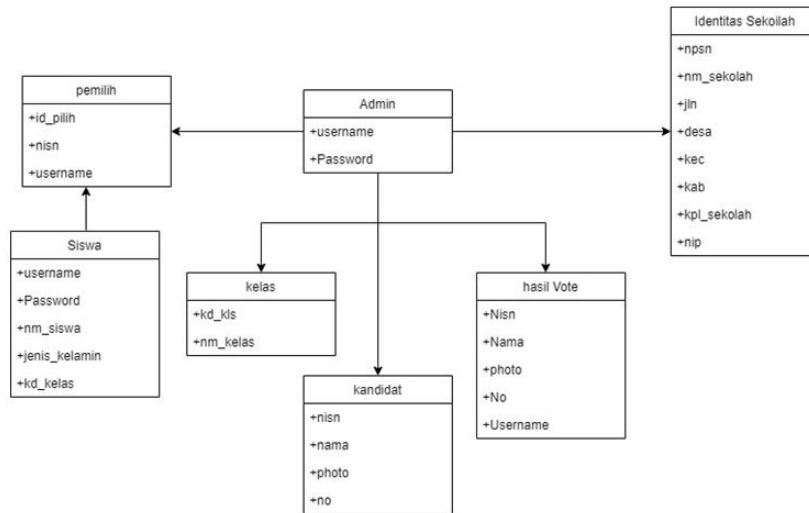 Identitas Sekoilah
+npsn
+nm_sekolah
+jln
+desa
+kec
+kab
+kpl_sekolah
+nip
pemilih
+id_pilih
+nisn
+username
Admin
+username
+Password
Siswa
+username
+Password
+nm_siswa
+jenis_kelamin
+kd_kelas
kelas
+kd_kls
+nm_kelas
hasil Vote
+Nisn
+Nama
+photo
+No
+Username
kandidat
+nisn
+nama
+photo
+no